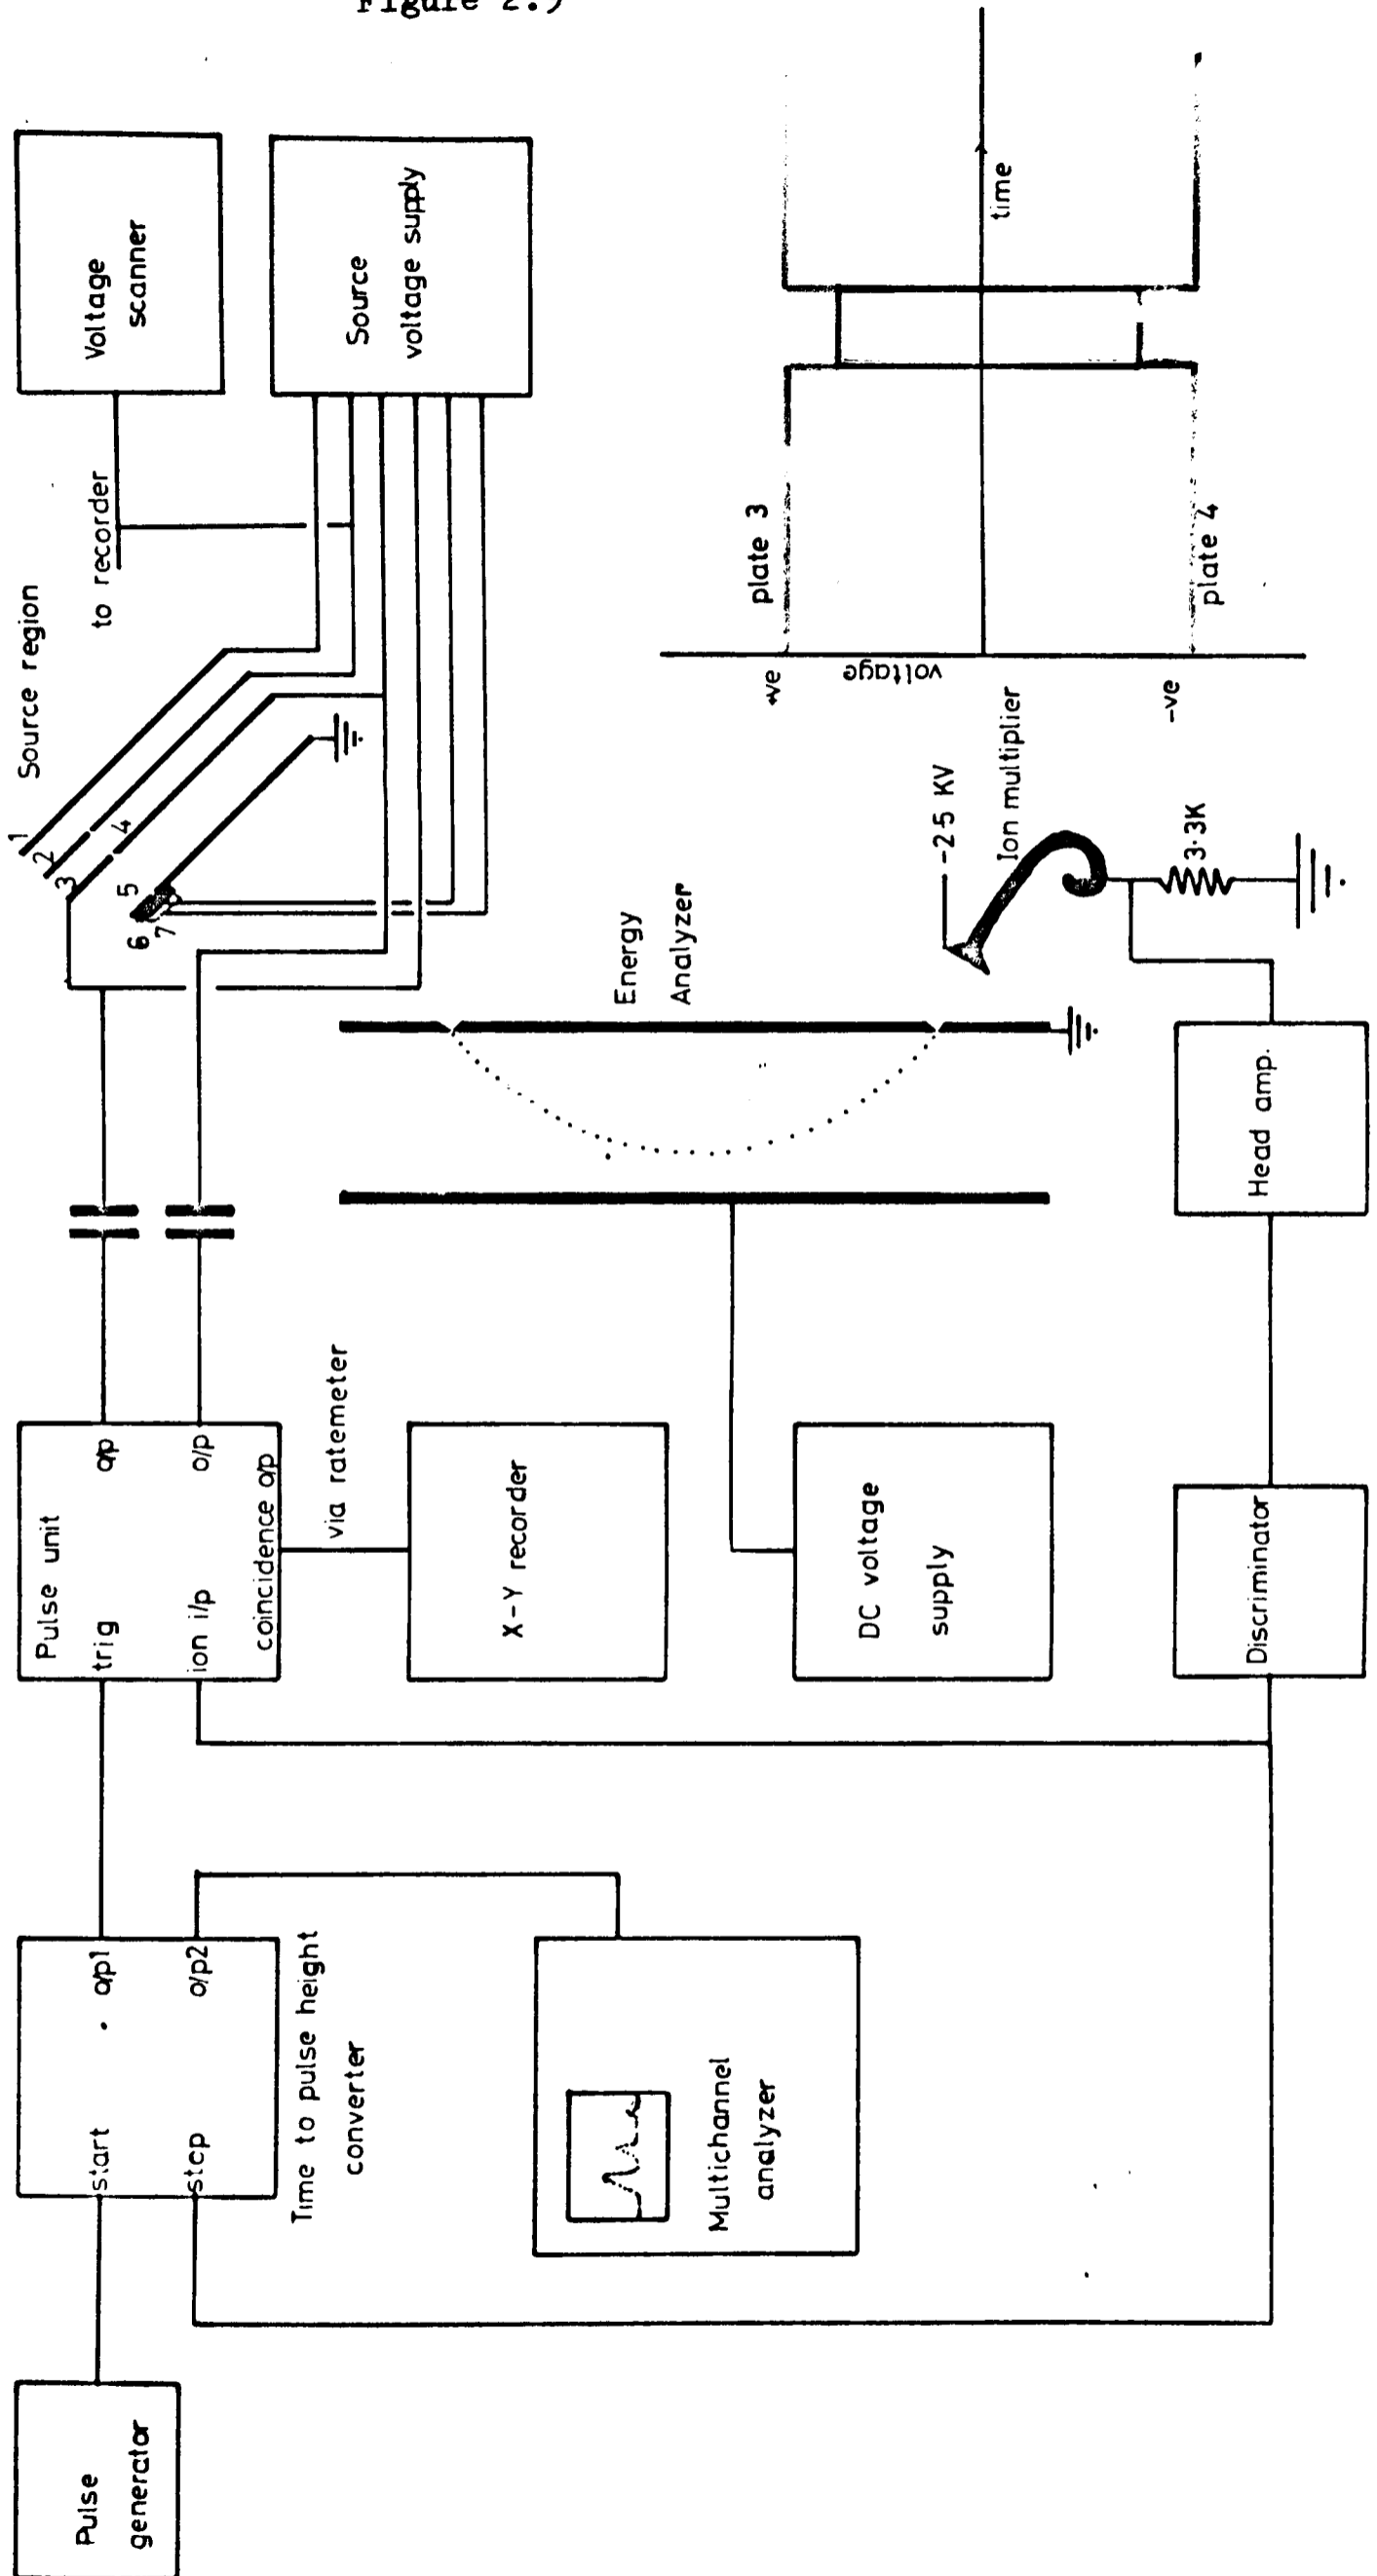 Pulse
generator
start
stop
o/p1
o/p2
Time to pulse height
converter
Multichannel
analyzer
Pulse unit
trig
ion i/p
o/p
o/p
coincidence o/p
via ratemeter
X-Y recorder
DC voltage
supply
Discriminator
Head amp.
Energy
Analyzer
Source region
1
2
3
4
5
6
7
to recorder
Voltage
scanner
Source
voltage supply
-2·5 KV
Ion multiplier
3·3K
+ve
voltage
-ve
plate 3
plate 4
time